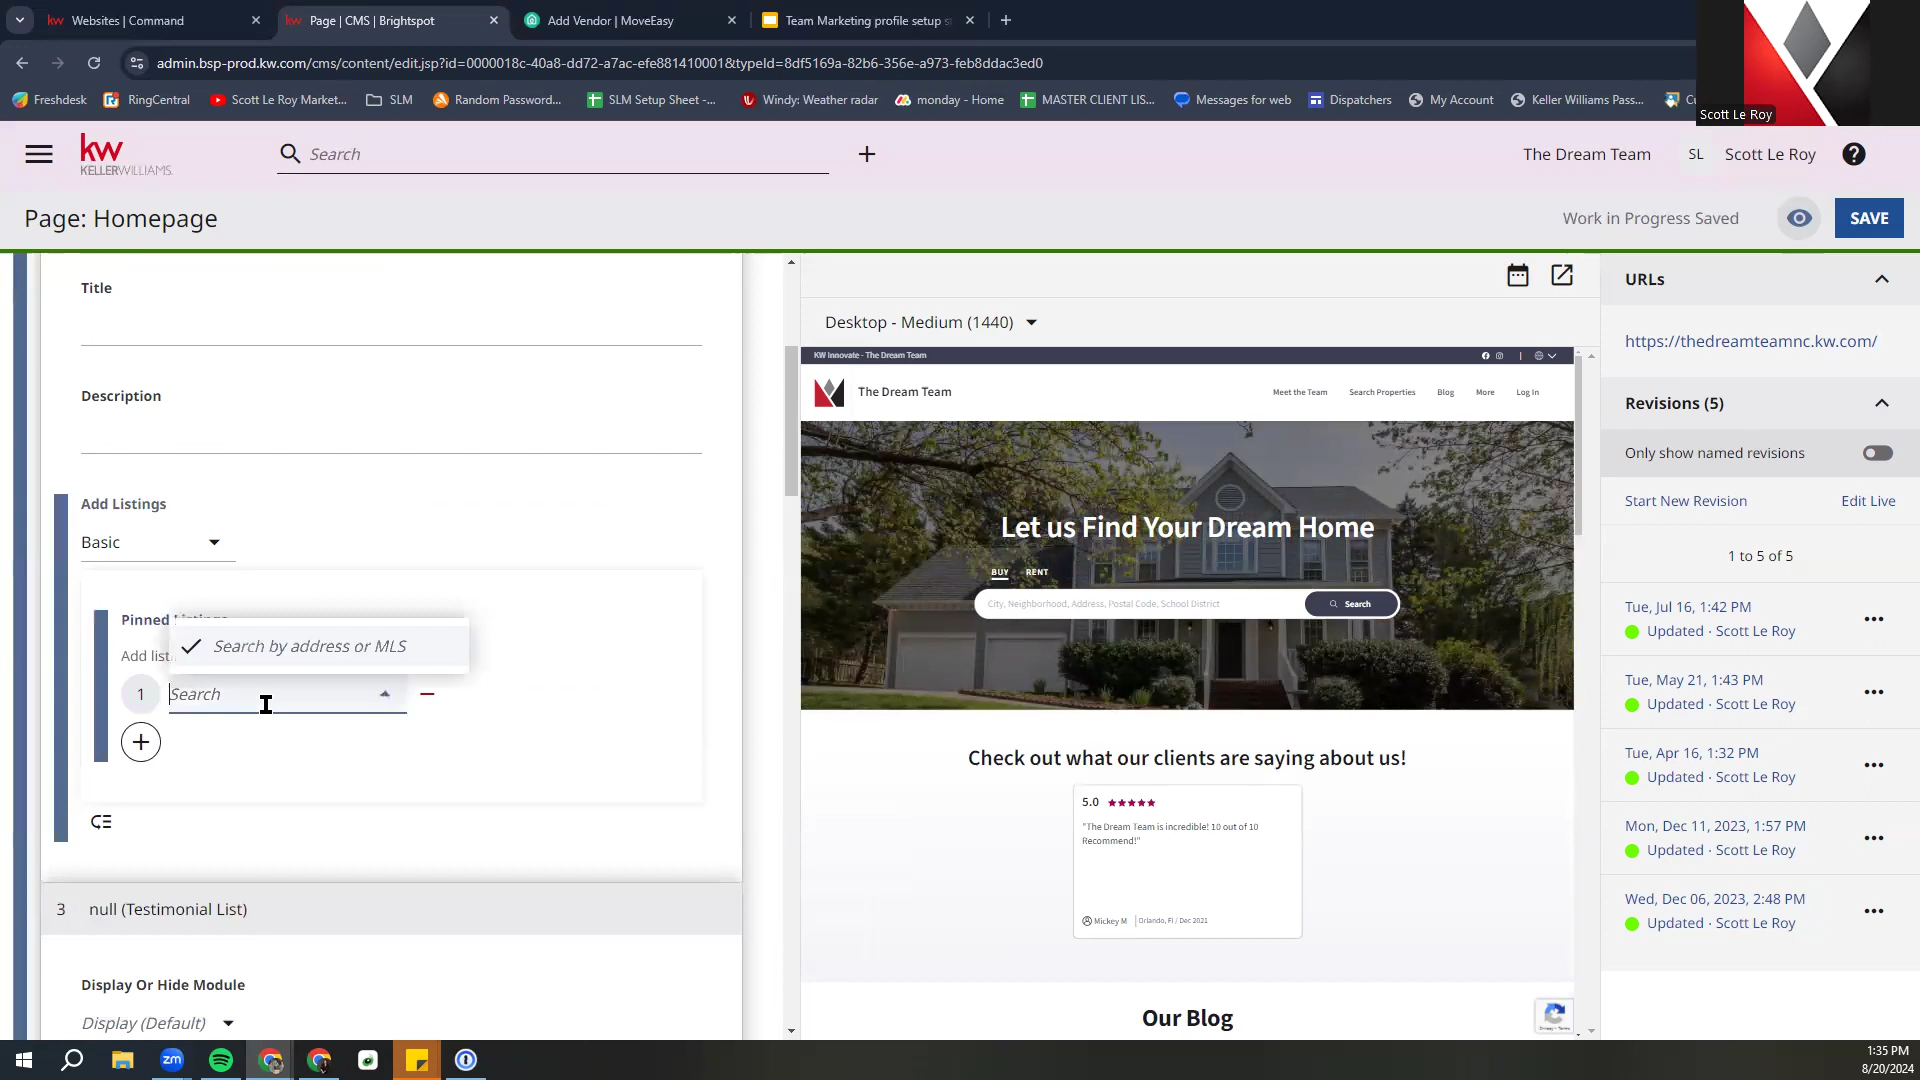 Websites | Command
Page | CMS | Brightspot
Add Vendor | MoveEasy
Team Marketing profile setup s
admin.bsp-prod.kw.com/cms/content/edit.jsp?id=0000018c-40a8-dd72-a7ac-efe881410001&typeId=8df5169a-82b6-356e-a973-feb8ddac3ed0
Freshdesk
RingCentral
Scott Le Roy Market...
SLM
Random Password...
SLM Setup Sheet -...
Windy: Weather radar
monday - Home
MASTER CLIENT LIS...
Messages for web
Dispatchers
My Account
Keller Williams Pass...
Scott Le Roy
kw
KELLERWILLIAMS.
Search
The Dream Team
SL
Scott Le Roy
Page: Homepage
Work in Progress Saved
SAVE
Title
Description
Add Listings
Basic
Pinned Listings
Search by address or MLS
Add list
1
Search
3 null (Testimonial List)
Display Or Hide Module
Display (Default)
Desktop - Medium (1440)
KW Innovate - The Dream Team
The Dream Team
Meet the Team
Search Properties
Blog
More
Log In
Let us Find Your Dream Home
BUY
RENT
City, Neighborhood, Address, Postal Code, School District
Search
Check out what our clients are saying about us!
5.0
"The Dream Team is incredible! 10 out of 10
Recommend!"
Mickey M
Orlando, Fl / Dec 2021
Our Blog
URLs
https://thedreamteamnc.kw.com/
Revisions (5)
Only show named revisions
Start New Revision
Edit Live
1 to 5 of 5
Tue, Jul 16, 1:42 PM
Updated · Scott Le Roy
Tue, May 21, 1:43 PM
Updated · Scott Le Roy
Tue, Apr 16, 1:32 PM
Updated · Scott Le Roy
Mon, Dec 11, 2023, 1:57 PM
Updated · Scott Le Roy
Wed, Dec 06, 2023, 2:48 PM
Updated · Scott Le Roy
zm
1:35 PM
8/20/2024